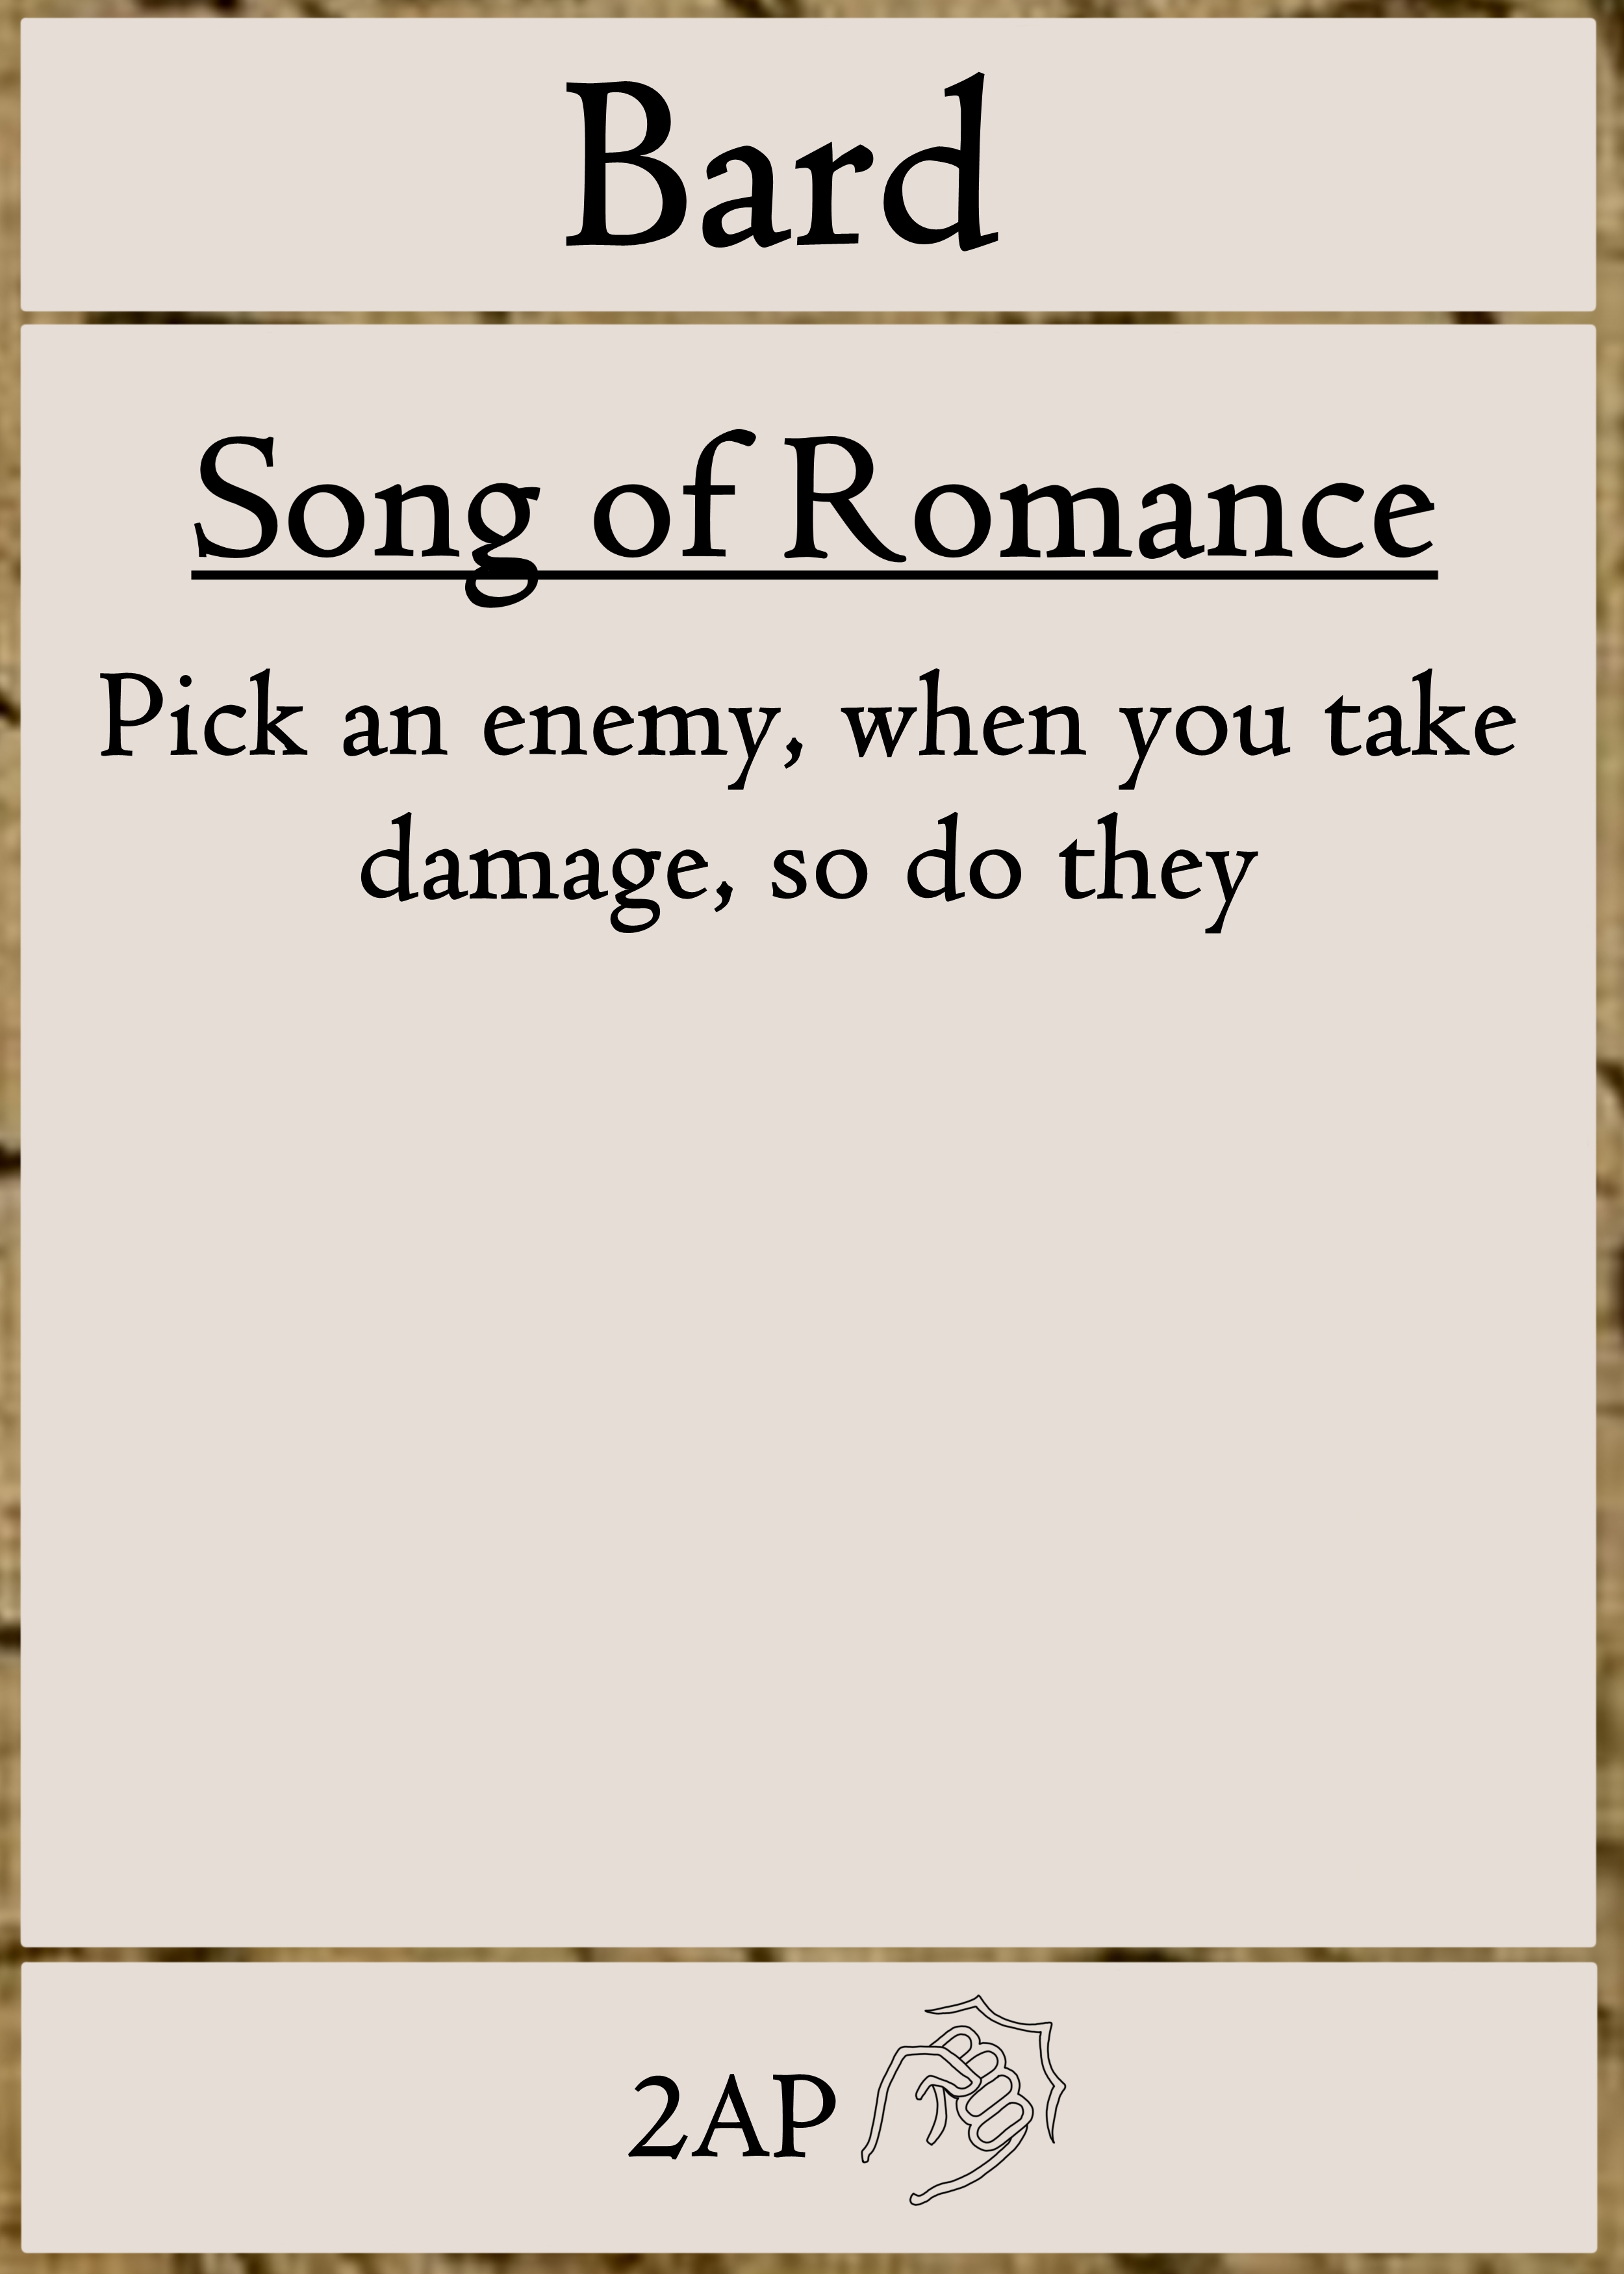 Bard
Song of Romance
Pick an enemy, when you take
damage, so do they
2AP